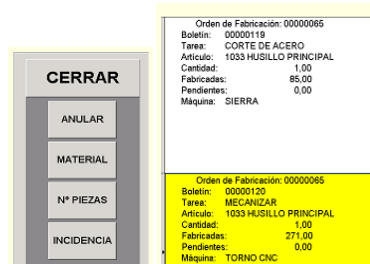 CERRAR
ANULAR
MATERIAL
Nº PIEZAS
INCIDENCIA
Orden de Fabricación: 00000065
Boletín: 00000119
Tarea: CORTE DE ACERO
Artículo: 1033 HUSILLO PRINCIPAL
Cantidad: 1,00
Fabricadas: 85,00
Pendientes: 0,00
Máquina: SIERRA
Orden de Fabricación: 00000065
Boletín: 00000120
Tarea: MECANIZAR
Artículo: 1033 HUSILLO PRINCIPAL
Cantidad: 1,00
Fabricadas: 271,00
Pendientes: 0,00
Máquina: TORNO CNC